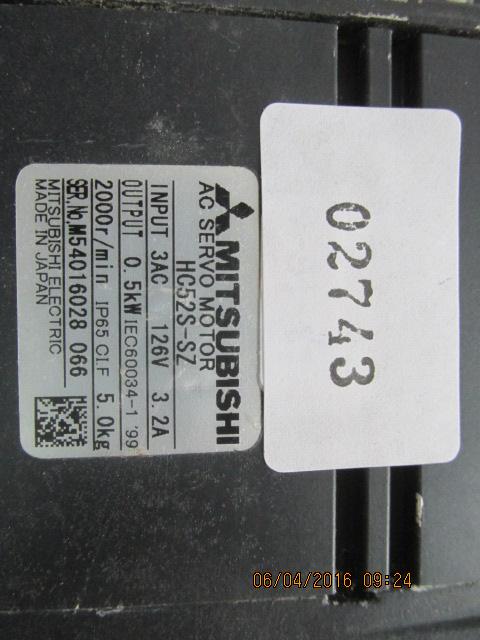 MITSUBISHI
AC SERVO MOTOR
HC52S-SZ
INPUT 3AC 126V 3.2A
OUTPUT 0.5kW IEC60034-1 '99
2000r/min IP65 CI.F 5.0kg
SER.No.M54016028 066
MITSUBISHI ELECTRIC
MADE IN JAPAN
02743
06/04/2016 09:24